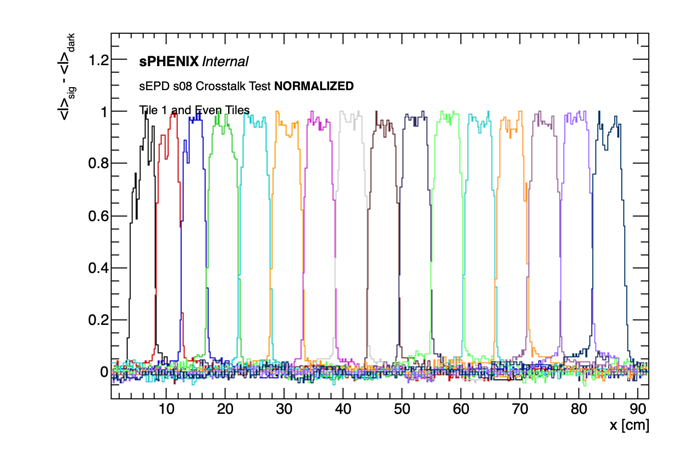 <I>sig - <I>dark
sPHENIX Internal
sEPD s08 Crosstalk Test NORMALIZED
Tile 1 and Even Tiles
1.2
1
0.8
0.6
0.4
0.2
0
10 20 30 40 50 60 70 80 90
x [cm]